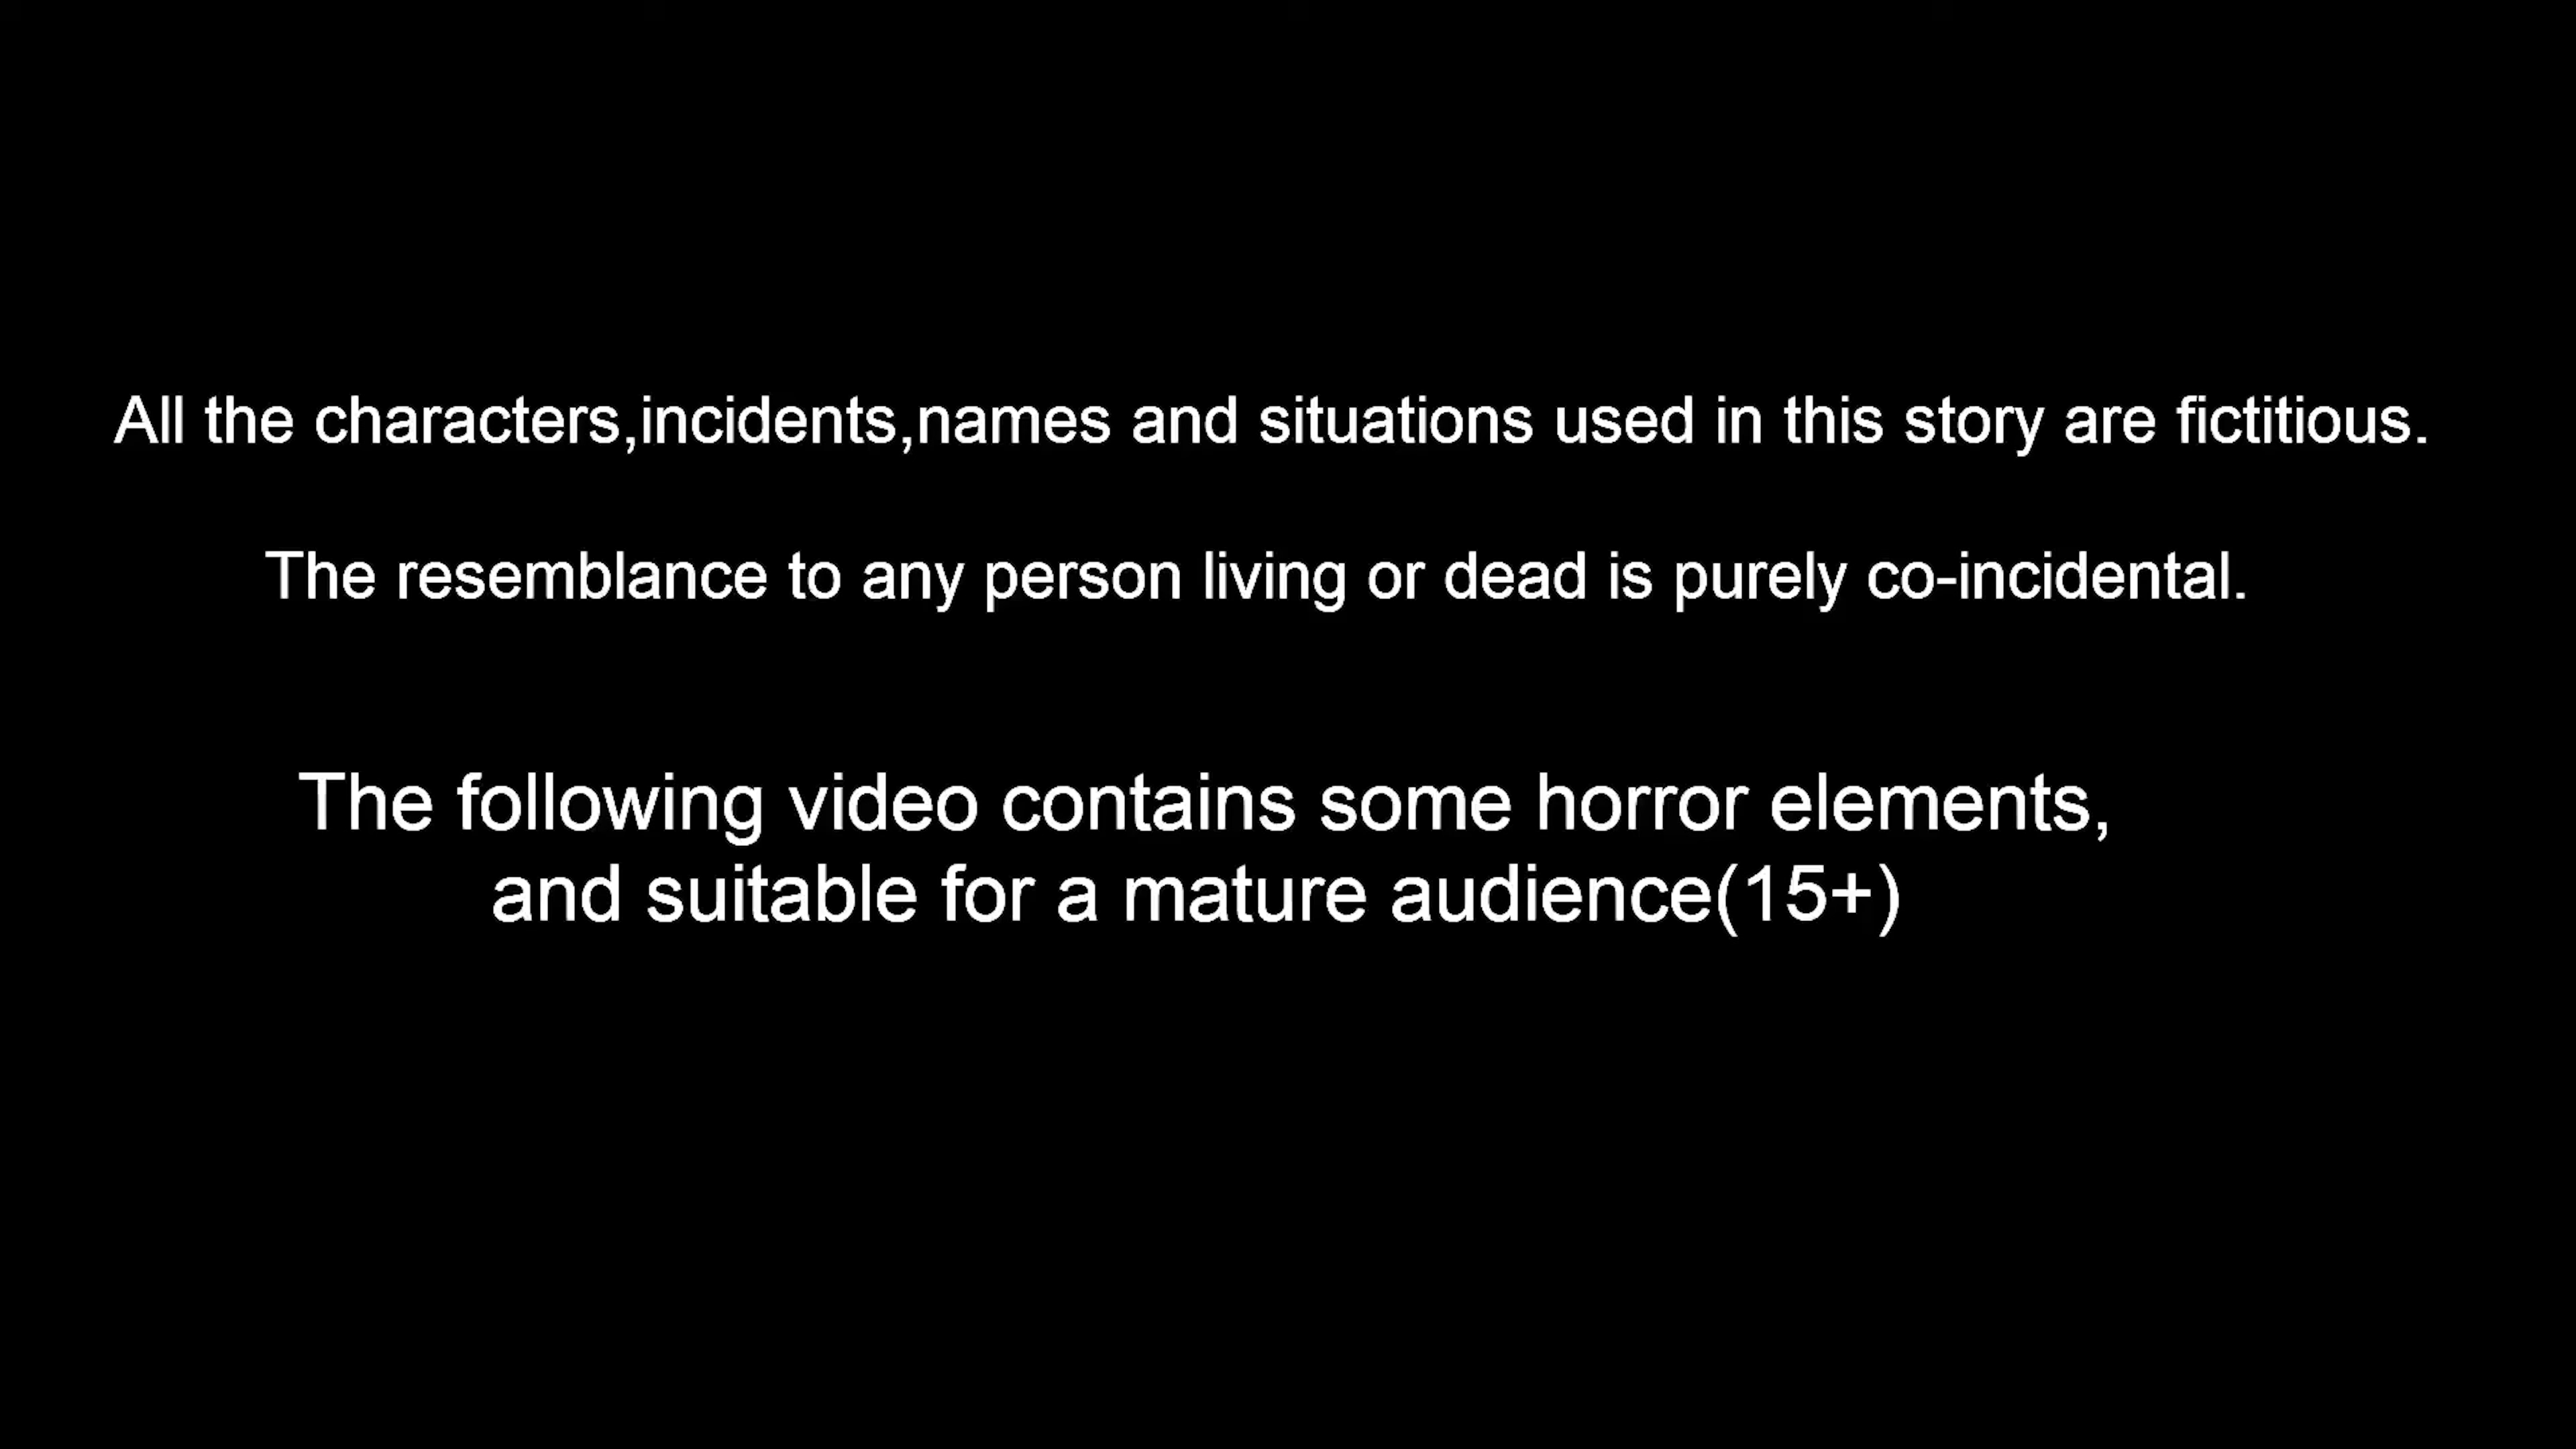 All the characters,incidents,names and situations used in this story are fictitious.
The resemblance to any person living or dead is purely co-incidental.
The following video contains some horror elements,
and suitable for a mature audience(15+)